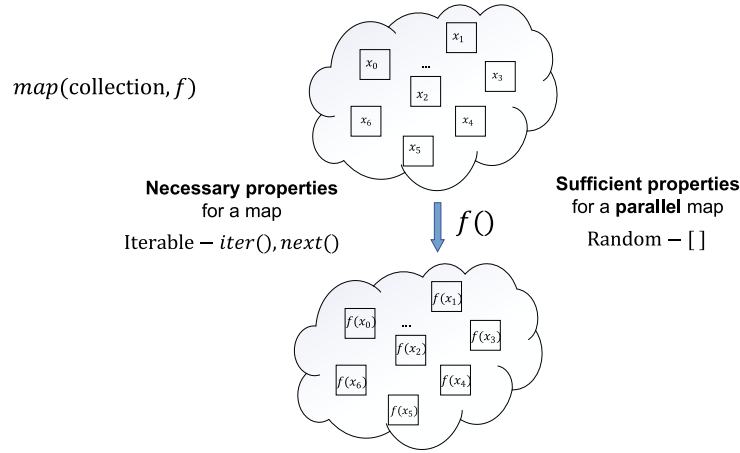 map(collection, f)
x₁
x₀
...
x₃
x₂
x₆
x₄
x₅
Necessary properties
for a map
Iterable – iter(), next()
f()
Sufficient properties
for a parallel map
Random – [ ]
f(x₁)
f(x₀)
...
f(x₃)
f(x₂)
f(x₆)
f(x₄)
f(x₅)